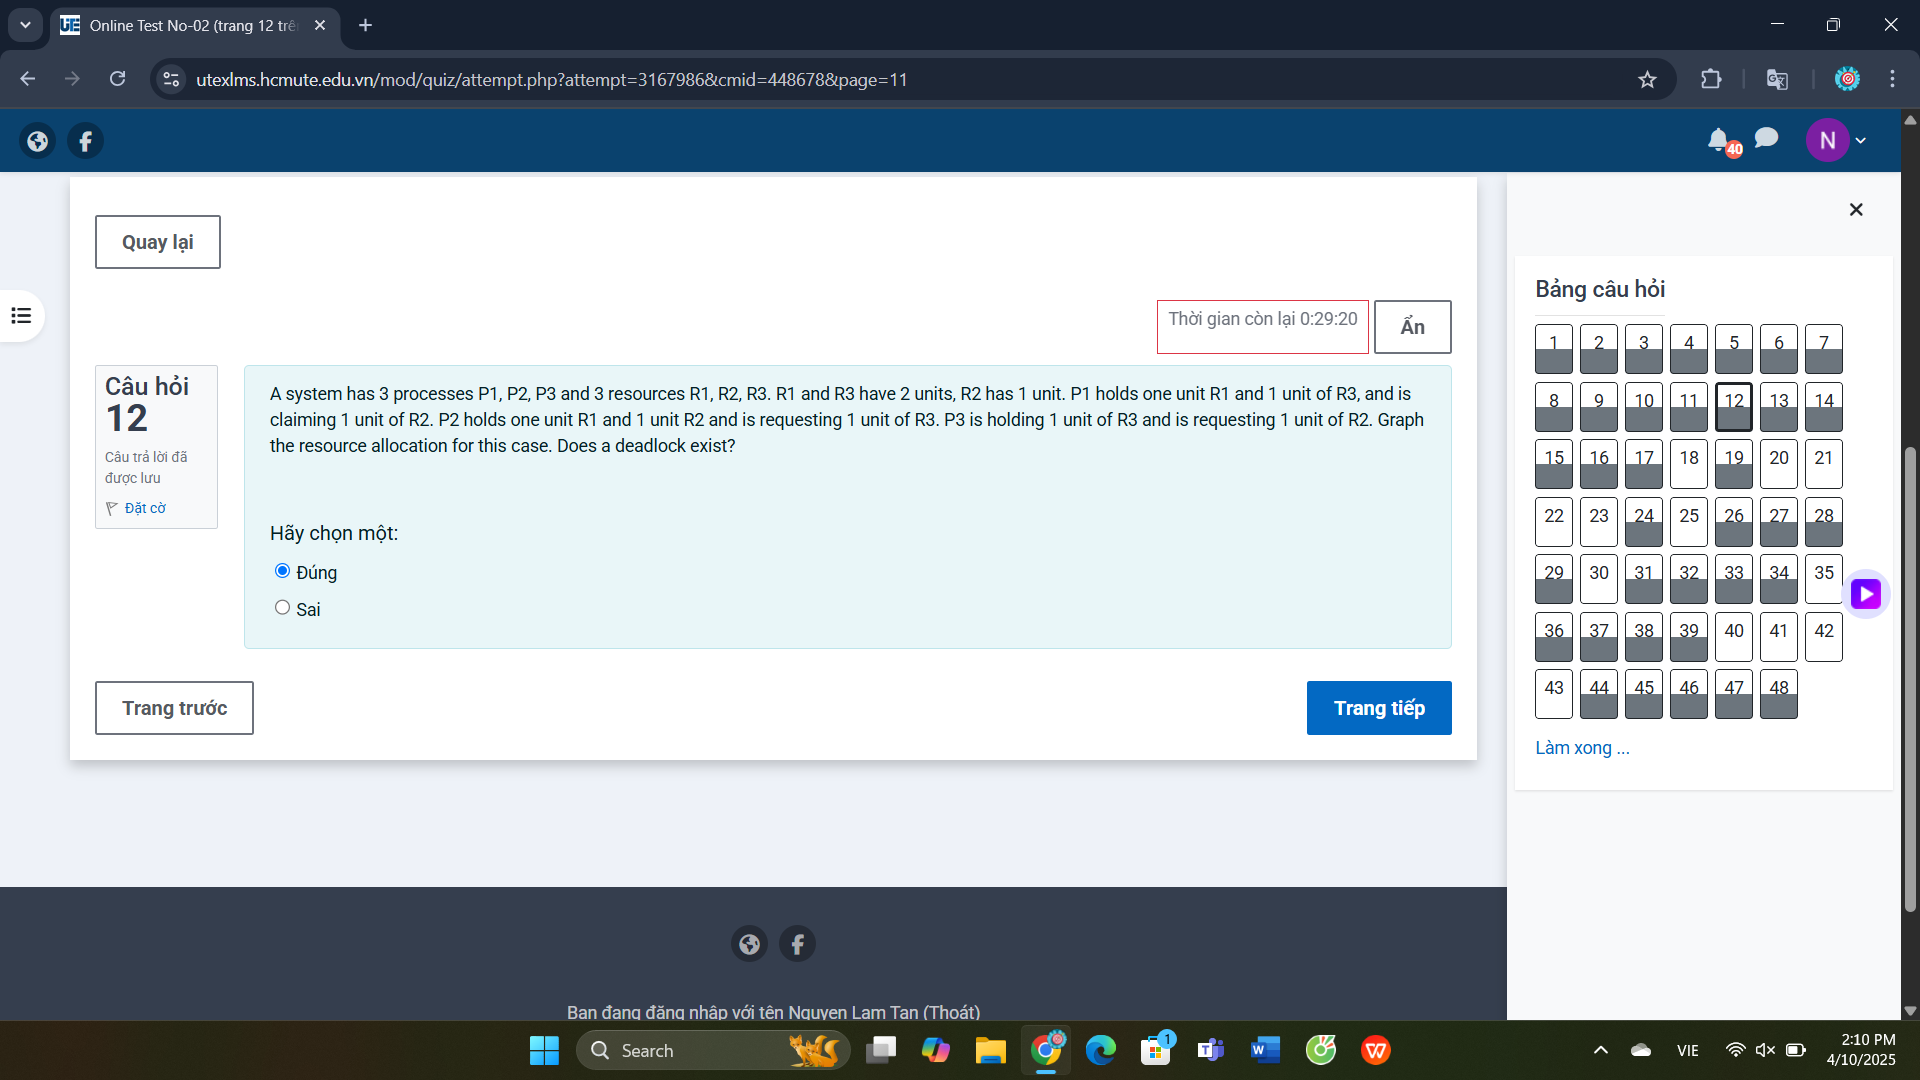 Online Test No-02 (trang 12 trê
utexlms.hcmute.edu.vn/mod/quiz/attempt.php?attempt=3167986&cmid=448678&page=11
40
N
Quay lại
Thời gian còn lại 0:29:20
Ẩn
Câu hỏi
12
Câu trả lời đã
được lưu
Đặt cờ
A system has 3 processes P1, P2, P3 and 3 resources R1, R2, R3. R1 and R3 have 2 units, R2 has 1 unit. P1 holds one unit R1 and 1 unit of R3, and is
claiming 1 unit of R2. P2 holds one unit R1 and 1 unit R2 and is requesting 1 unit of R3. P3 is holding 1 unit of R3 and is requesting 1 unit of R2. Graph
the resource allocation for this case. Does a deadlock exist?
Hãy chọn một:
Đúng
Sai
Trang trước
Trang tiếp
Bảng câu hỏi
1 2 3 4 5 6 7
8 9 10 11 12 13 14
15 16 17 18 19 20 21
22 23 24 25 26 27 28
29 30 31 32 33 34 35
36 37 38 39 40 41 42
43 44 45 46 47 48
Làm xong ...
Bạn đang đăng nhập với tên Nguyen Lam Tan (Thoát)
Search
1
VIE
2:10 PM
4/10/2025